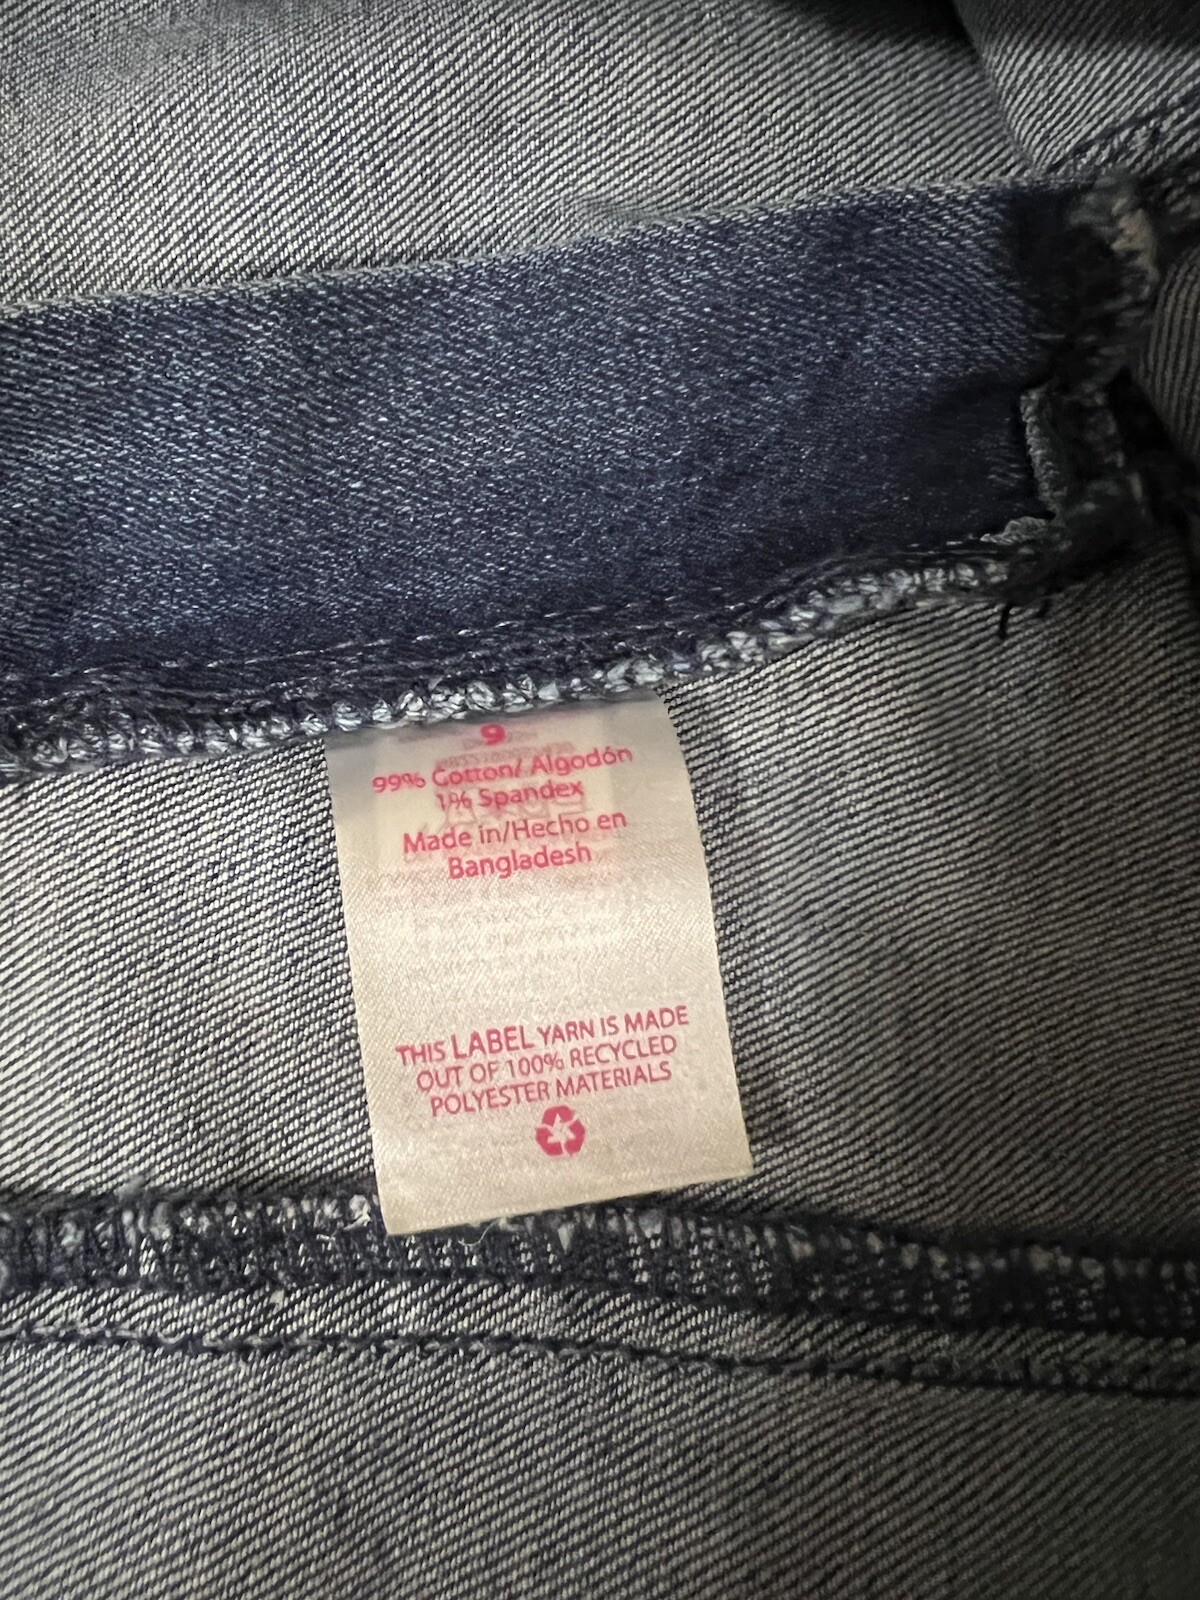 9
99% Cotton/ Algodón
1% Spandex
Made in/Hecho en
Bangladesh
THIS LABEL YARN IS MADE
OUT OF 100% RECYCLED
POLYESTER MATERIALS